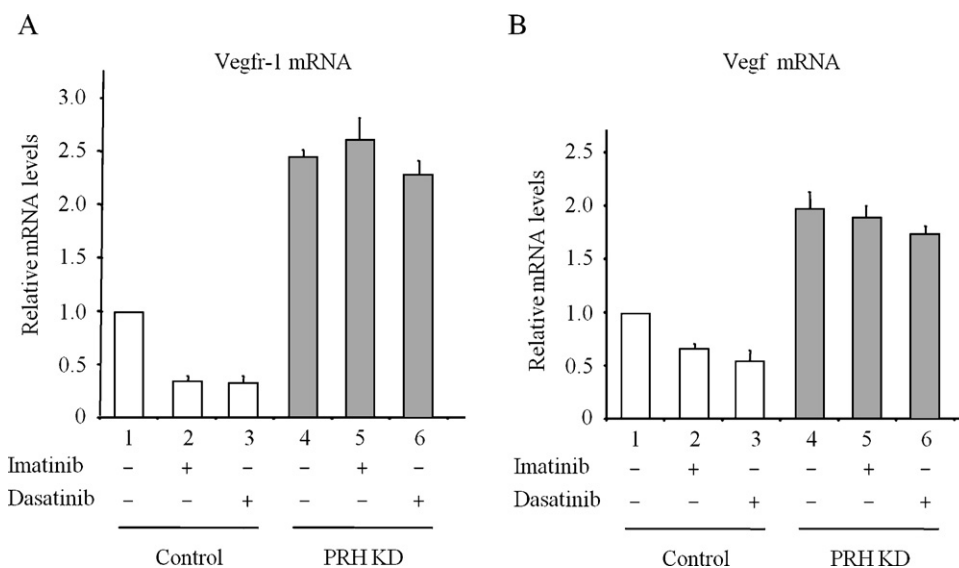 A
Vegfr-1 mRNA
Relative mRNA levels
3.0
2.5
2.0
1.5
1.0
0.5
0
1 2 3 4 5 6
Imatinib – + – – + –
Dasatinib – – + – – +
Control PRH KD
B
Vegf mRNA
Relative mRNA levels
2.5
2.0
1.5
1.0
0.5
0.0
1 2 3 4 5 6
Imatinib – + – – + –
Dasatinib – – + – – +
Control PRH KD